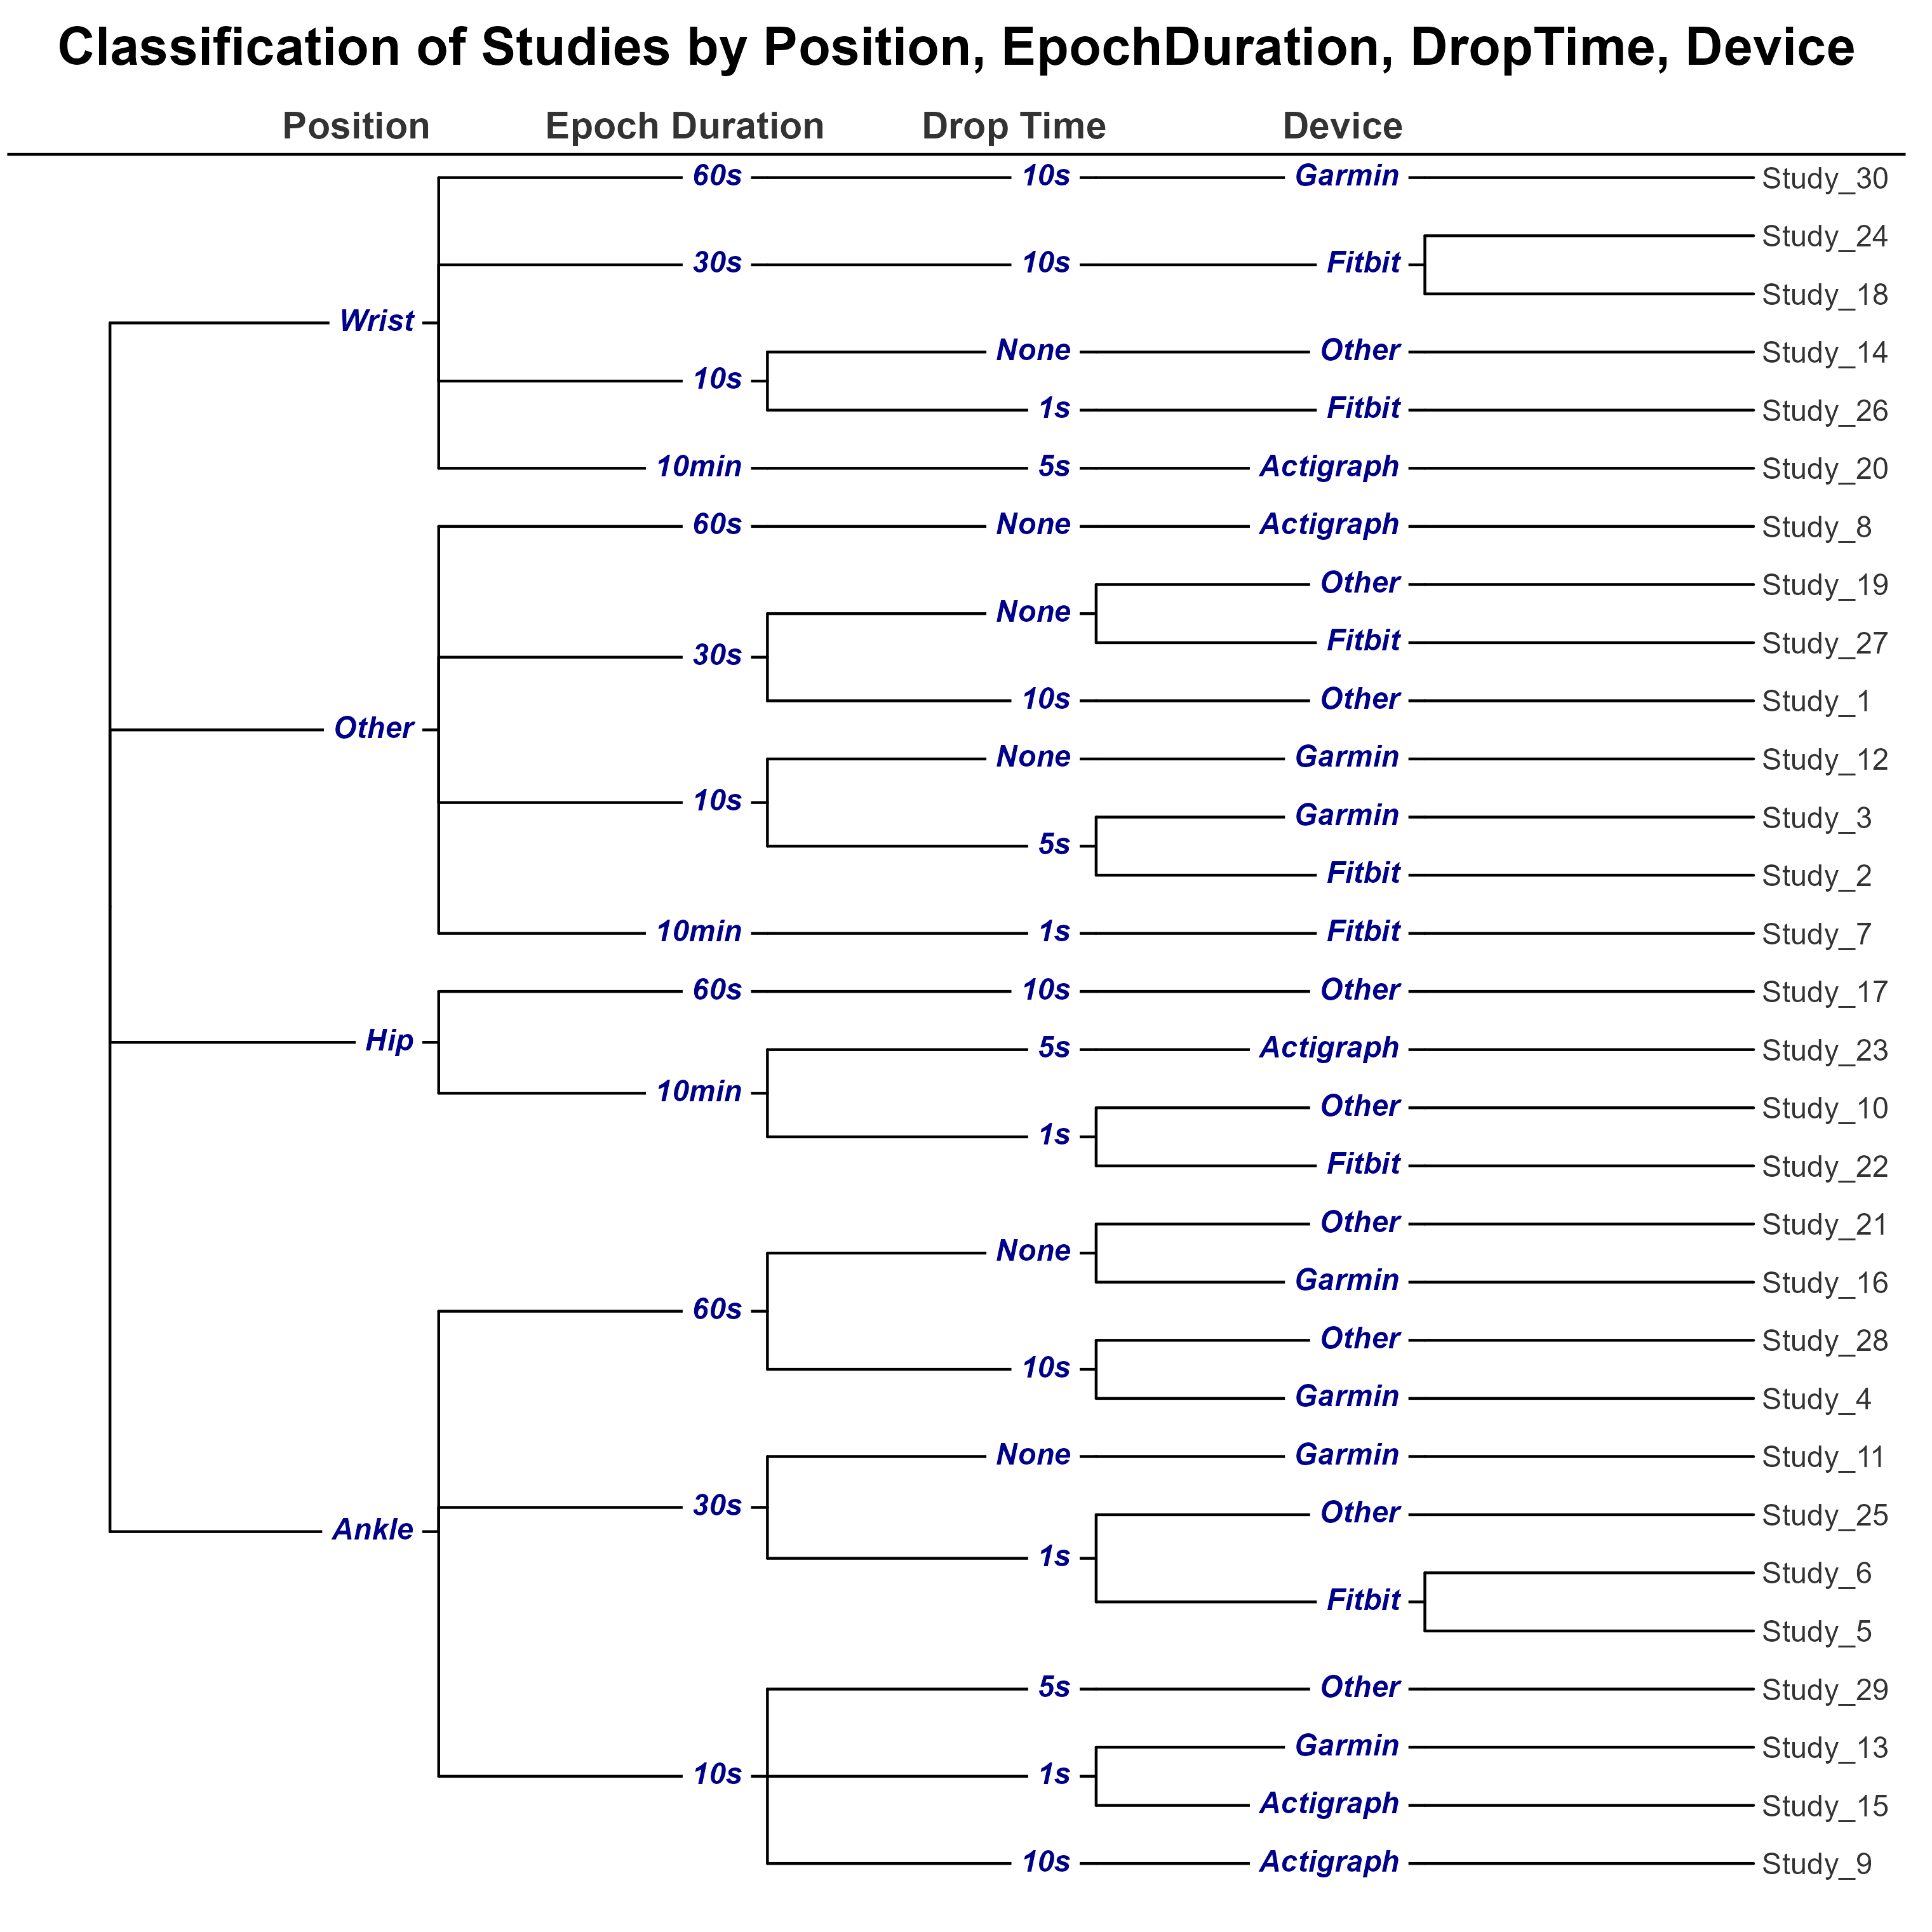 Classification of Studies by Position, EpochDuration, DropTime, Device
Position Epoch Duration Drop Time Device
60s 10s Garmin Study_30
Study_24
30s 10s Fitbit
Study_18
Wrist
None Other Study_14
10s
1s Fitbit Study_26
10min 5s Actigraph Study_20
60s None Actigraph Study_8
Other Study_19
None
Fitbit Study_27
30s
10s Other Study_1
Other
None Garmin Study_12
10s
Garmin Study_3
5s
Fitbit Study_2
10min 1s Fitbit Study_7
60s 10s Other Study_17
Hip
5s Actigraph Study_23
10min
Other Study_10
1s
Fitbit Study_22
Other Study_21
None
Garmin Study_16
60s
Other Study_28
10s
Garmin Study_4
None Garmin Study_11
30s
Other Study_25
Ankle
1s
Study_6
Fitbit
Study_5
5s Other Study_29
Garmin Study_13
10s 1s
Actigraph Study_15
10s Actigraph Study_9